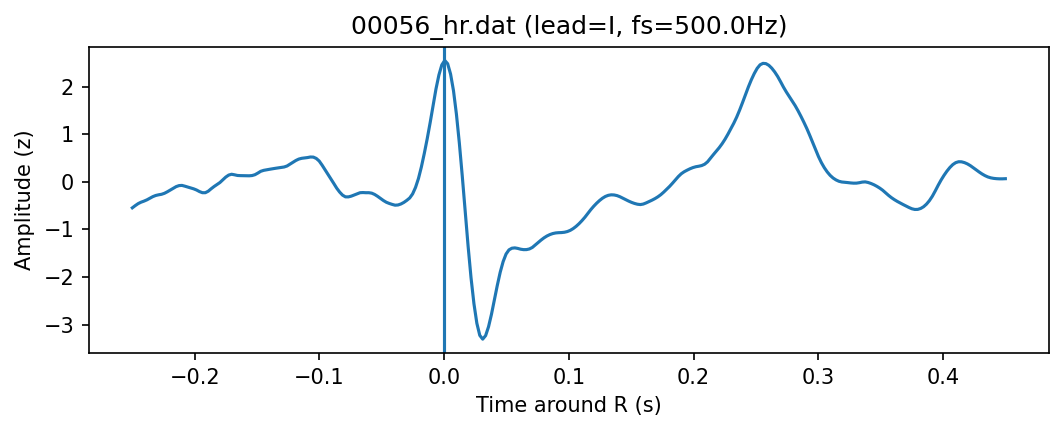 00056_hr.dat (lead=I, fs=500.0Hz)
Amplitude (z)
2
1
0
−1
−2
−3
−0.2 −0.1 0.0 0.1 0.2 0.3 0.4
Time around R (s)